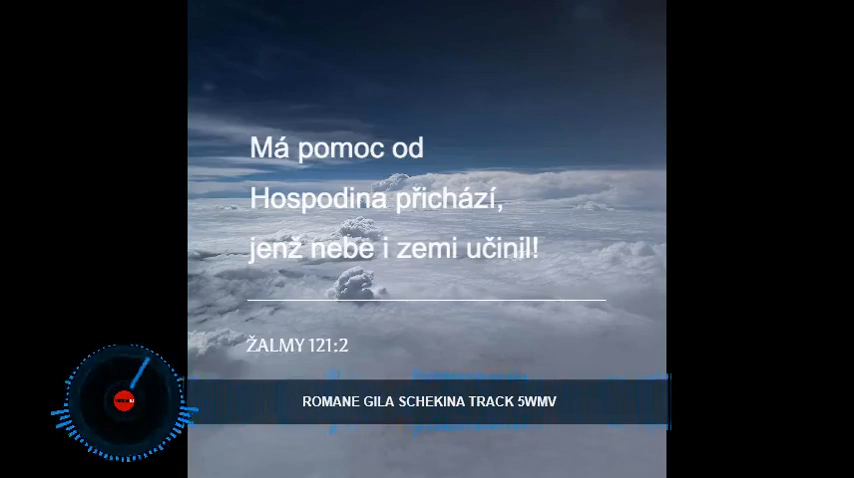 Má pomoc od
Hospodina přichází,
jenž nebe i zemi učinil!
ŽALMY 121:2
ROMANE GILA SCHEKINA TRACK 5WMV